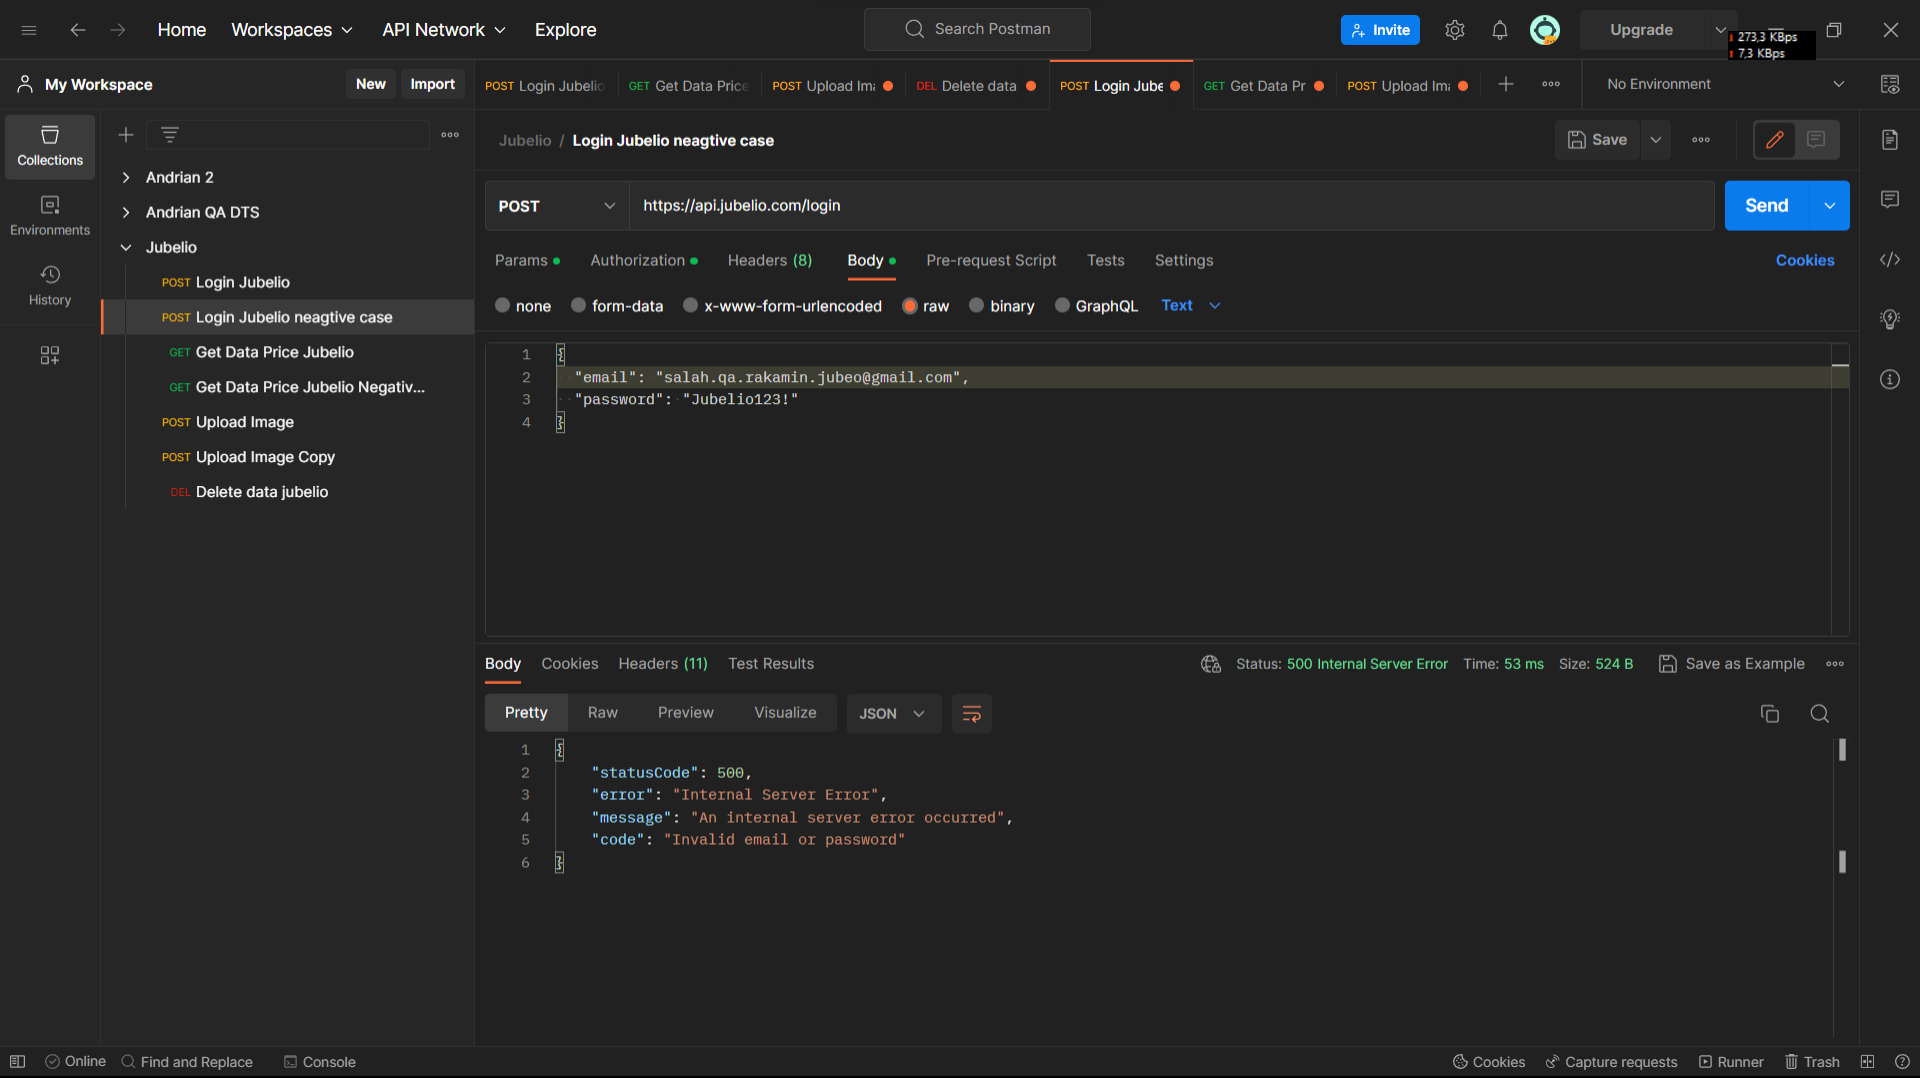 Home
Workspaces
API Network
Explore
Search Postman
Invite
Upgrade
273,3 KBps
7,3 KBps
My Workspace
New
Import
POST Login Jubelio
GET Get Data Price
POST Upload Ima
DEL Delete data
POST Login Jube
GET Get Data Pr
POST Upload Ima
No Environment
Collections
Environments
History
Andrian 2
Andrian QA DTS
Jubelio
POST Login Jubelio
POST Login Jubelio neagtive case
GET Get Data Price Jubelio
GET Get Data Price Jubelio Negativ...
POST Upload Image
POST Upload Image Copy
DEL Delete data jubelio
Jubelio / Login Jubelio neagtive case
Save
POST
https://api.jubelio.com/login
Send
Params
Authorization
Headers (8)
Body
Pre-request Script
Tests
Settings
Cookies
none
form-data
x-www-form-urlencoded
raw
binary
GraphQL
Text
1 {
2 "email": "salah.qa.rakamin.jubeo@gmail.com",
3 "password": "Jubelio123!"
4 }
Body
Cookies
Headers (11)
Test Results
Status: 500 Internal Server Error
Time: 53 ms
Size: 524 B
Save as Example
Pretty
Raw
Preview
Visualize
JSON
1 {
2 "statusCode": 500,
3 "error": "Internal Server Error",
4 "message": "An internal server error occurred",
5 "code": "Invalid email or password"
6 }
Online
Find and Replace
Console
Cookies
Capture requests
Runner
Trash